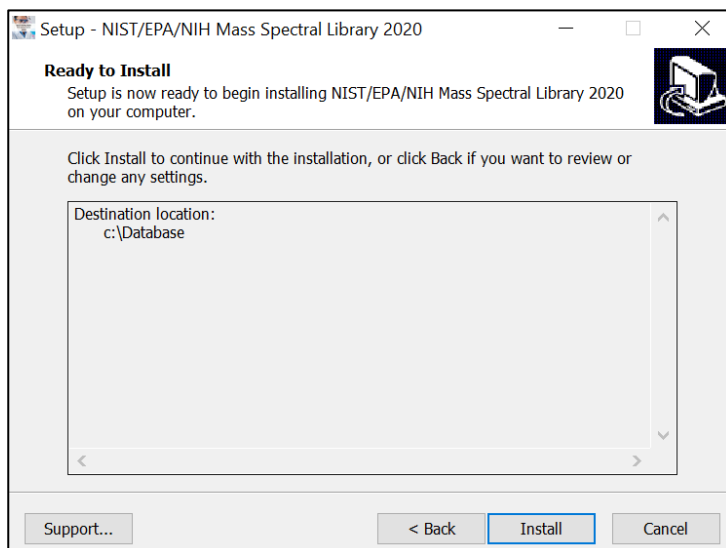 Setup - NIST/EPA/NIH Mass Spectral Library 2020
Ready to Install
Setup is now ready to begin installing NIST/EPA/NIH Mass Spectral Library 2020
on your computer.
Click Install to continue with the installation, or click Back if you want to review or
change any settings.
Destination location:
c:\Database
Support...
< Back
Install
Cancel